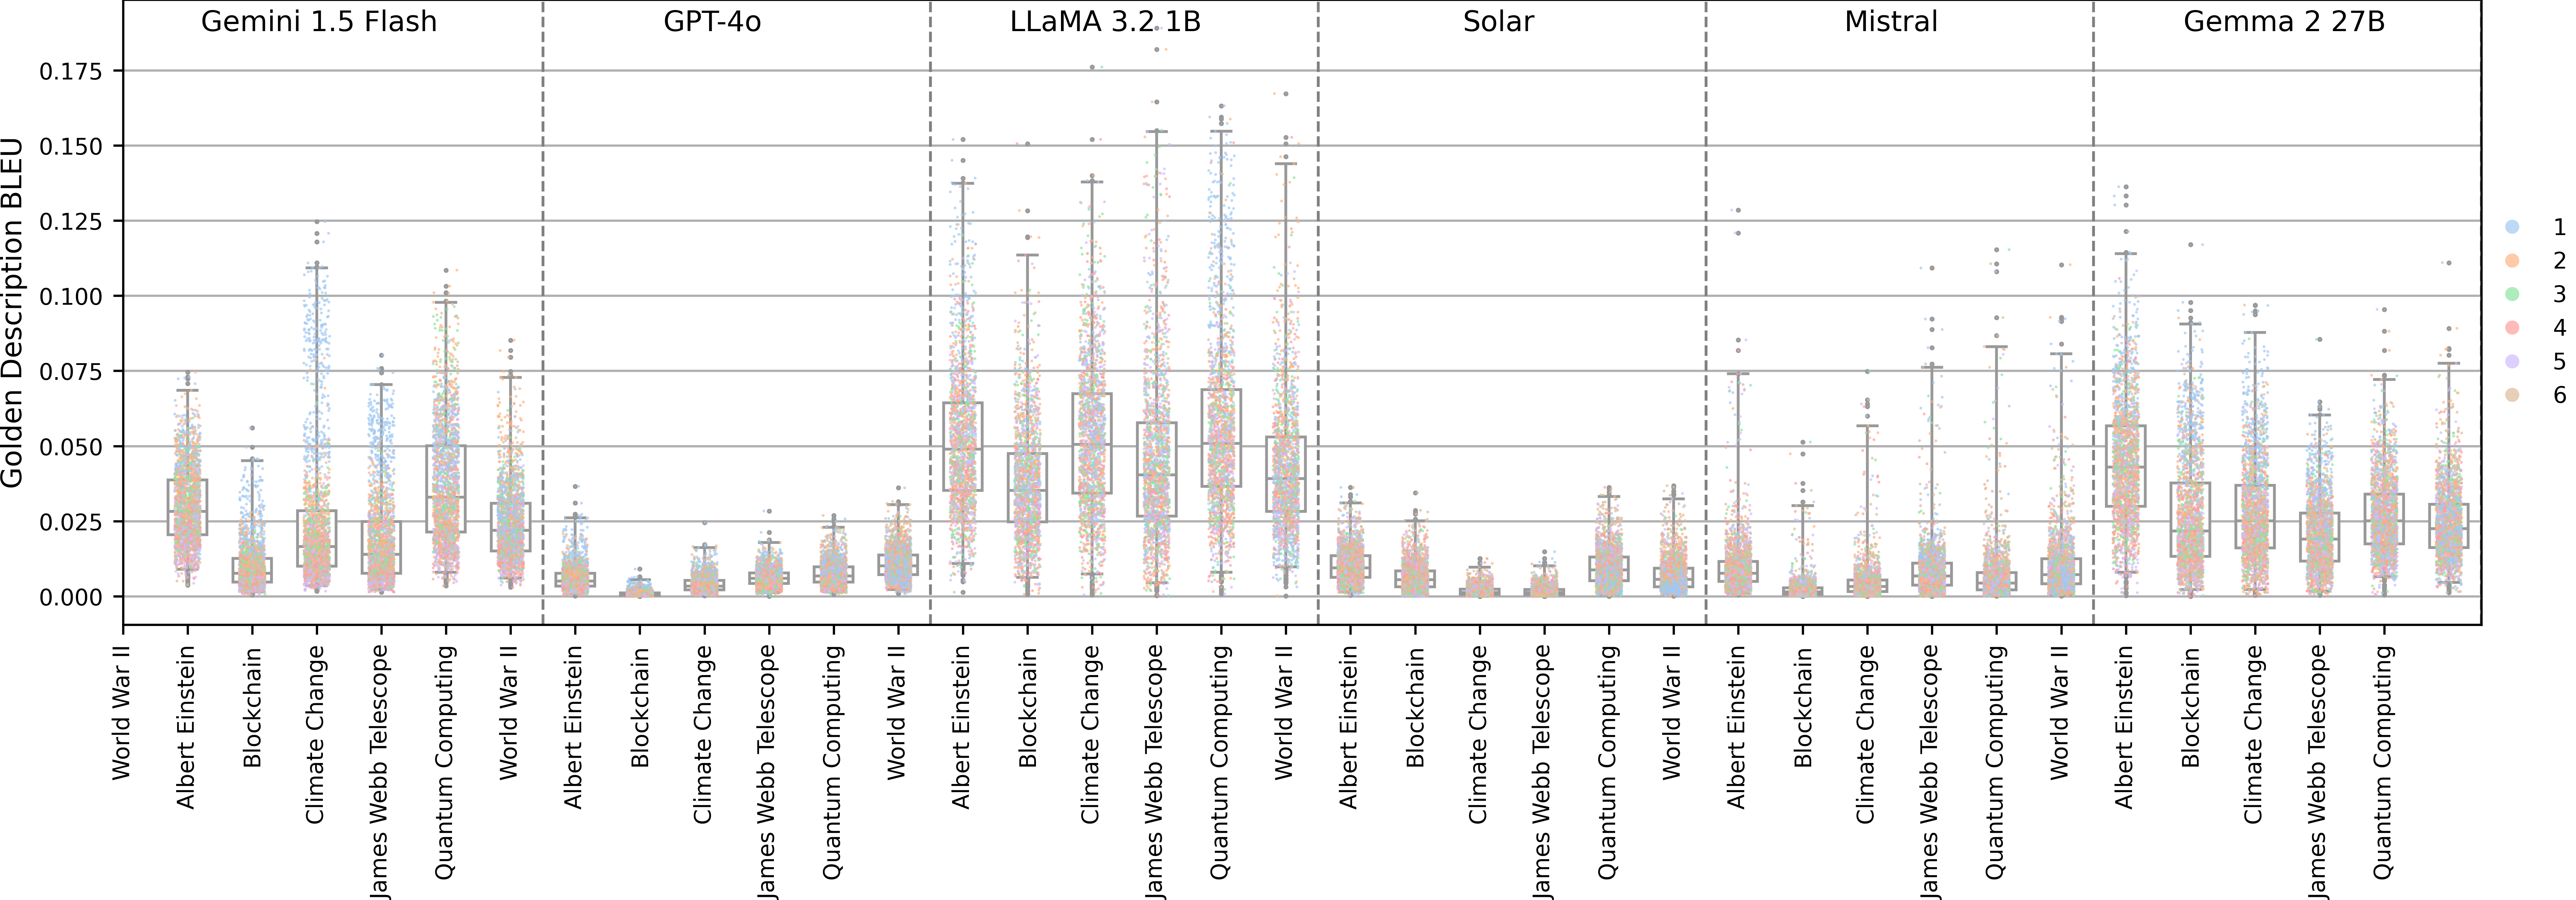 Gemini 1.5 Flash
GPT-4o
LLaMA 3.2 1B
Solar
Mistral
Gemma 2 27B
Golden Description BLEU
0.175
0.150
0.125
0.100
0.075
0.050
0.025
0.000
1
2
3
4
5
6
World War II
Albert Einstein
Blockchain
Climate Change
James Webb Telescope
Quantum Computing
World War II
Albert Einstein
Blockchain
Climate Change
James Webb Telescope
Quantum Computing
World War II
Albert Einstein
Blockchain
Climate Change
James Webb Telescope
Quantum Computing
World War II
Albert Einstein
Blockchain
Climate Change
James Webb Telescope
Quantum Computing
World War II
Albert Einstein
Blockchain
Climate Change
James Webb Telescope
Quantum Computing
World War II
Albert Einstein
Blockchain
Climate Change
James Webb Telescope
Quantum Computing